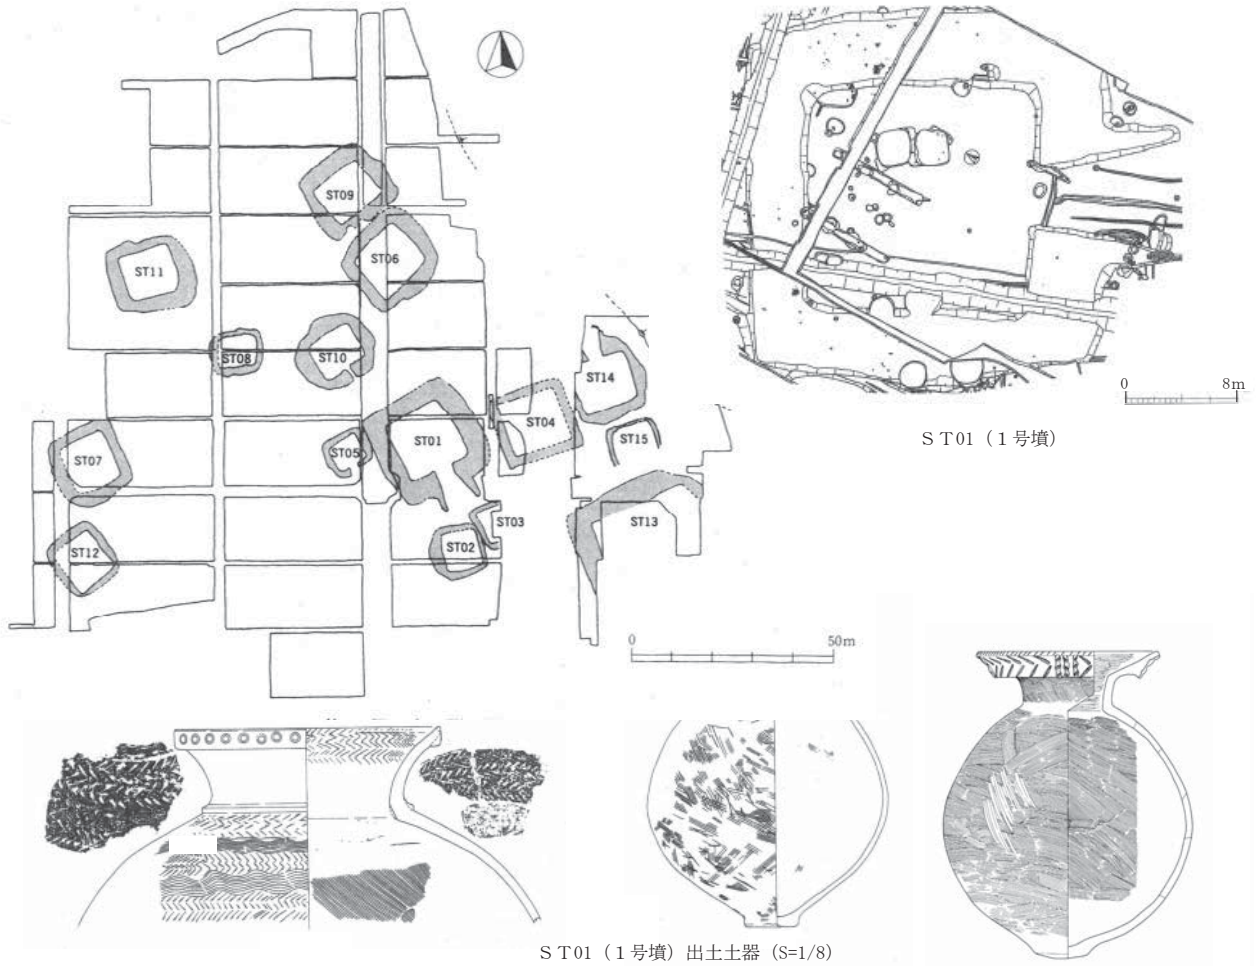 ST09
ST11
ST06
ST08
ST10
ST14
ST04
ST01
ST15
ST05
ST07
ST03
ST13
ST02
ST12
0 50m
0 8m
ＳＴ01（１号墳）
ＳＴ01（１号墳）出土土器（S=1/8）